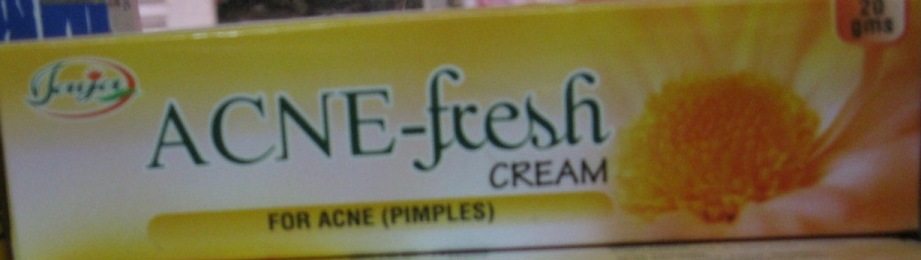 20
gms
ACNE-fresh
CREAM
FOR ACNE (PIMPLES)